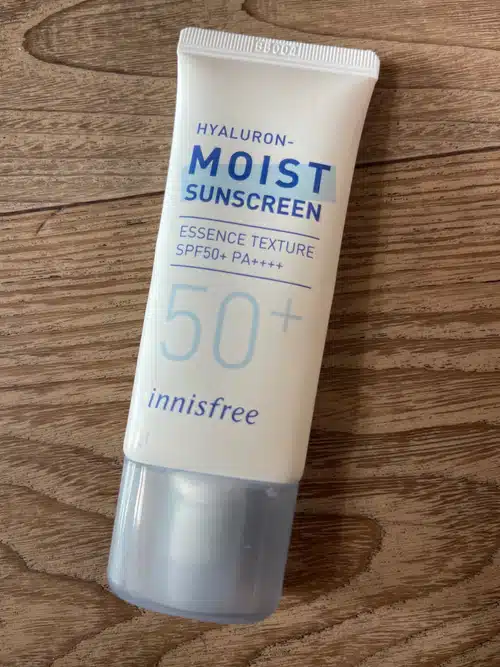 HYALURON-
MOIST
SUNSCREEN
ESSENCE TEXTURE
SPF50+ PA++++
50+
innisfree